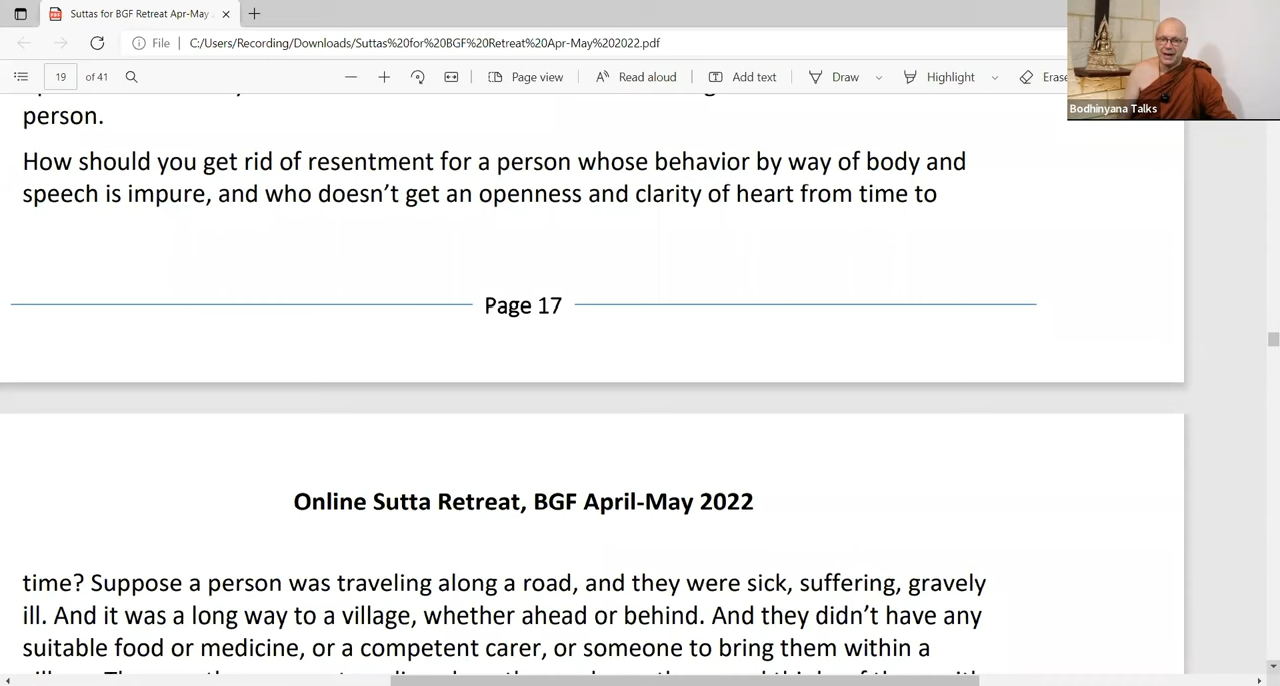 Suttas for BGF Retreat Apr-May
File
C:/Users/Recording/Downloads/Suttas%20for%20BGF%20Retreat%20Apr-May%202022.pdf
19 of 41
Page view
Read aloud
Add text
Draw
Highlight
Erase
Bodhinyana Talks
person.
How should you get rid of resentment for a person whose behavior by way of body and
speech is impure, and who doesn’t get an openness and clarity of heart from time to
Page 17
Online Sutta Retreat, BGF April-May 2022
time? Suppose a person was traveling along a road, and they were sick, suffering, gravely
ill. And it was a long way to a village, whether ahead or behind. And they didn’t have any
suitable food or medicine, or a competent carer, or someone to bring them within a